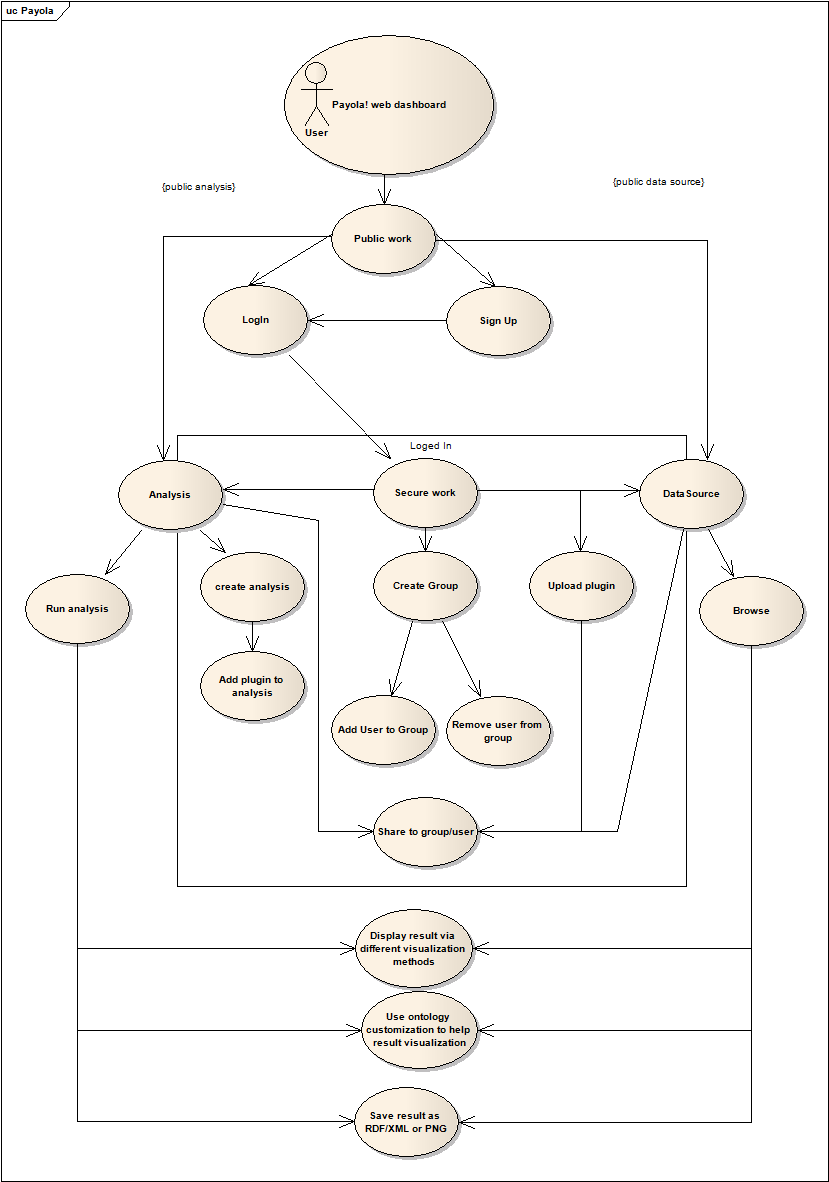 uc Payola
Payola! web dashboard
User
{public analysis}
{public data source}
Public work
LogIn
Sign Up
Loged In
Analysis
Secure work
DataSource
Run analysis
create analysis
Create Group
Upload plugin
Browse
Add plugin to
analysis
Add User to Group
Remove user from
group
Share to group/user
Display result via
different visualization
methods
Use ontology
customization to help
result visualization
Save result as
RDF/XML or PNG